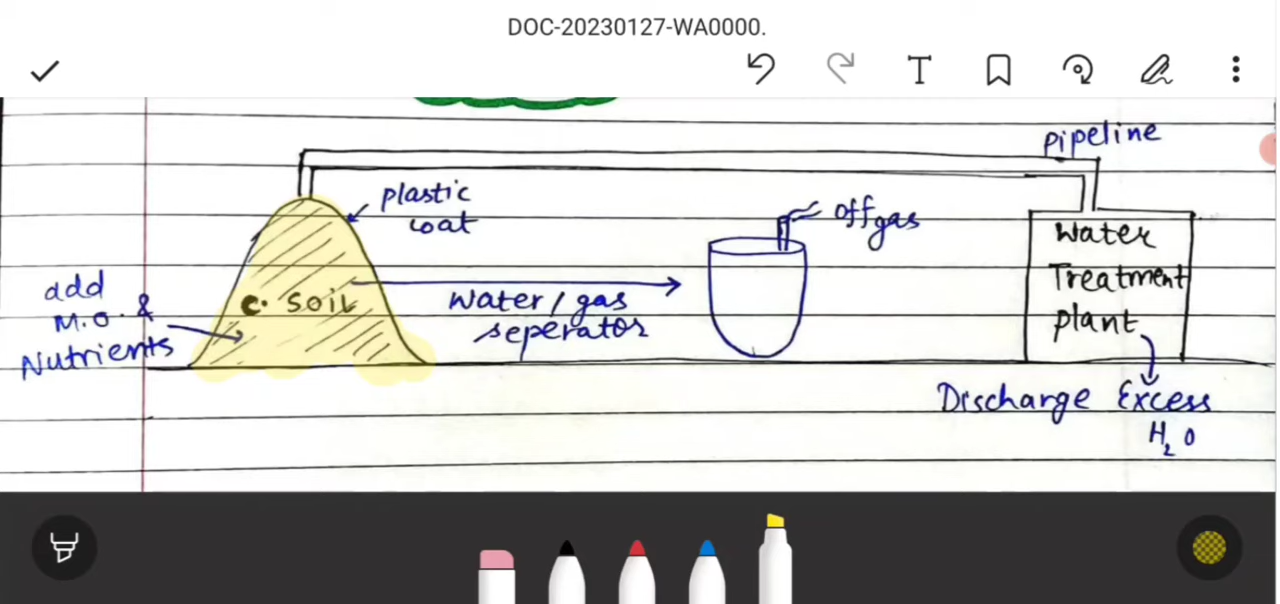 DOC-20230127-WA0000.
T
pipeline
plastic
coat
off gas
Water
Treatment
plant
add
M.O. &
Nutrients
C. soil
Water / gas
seperator
Discharge Excess
H2O